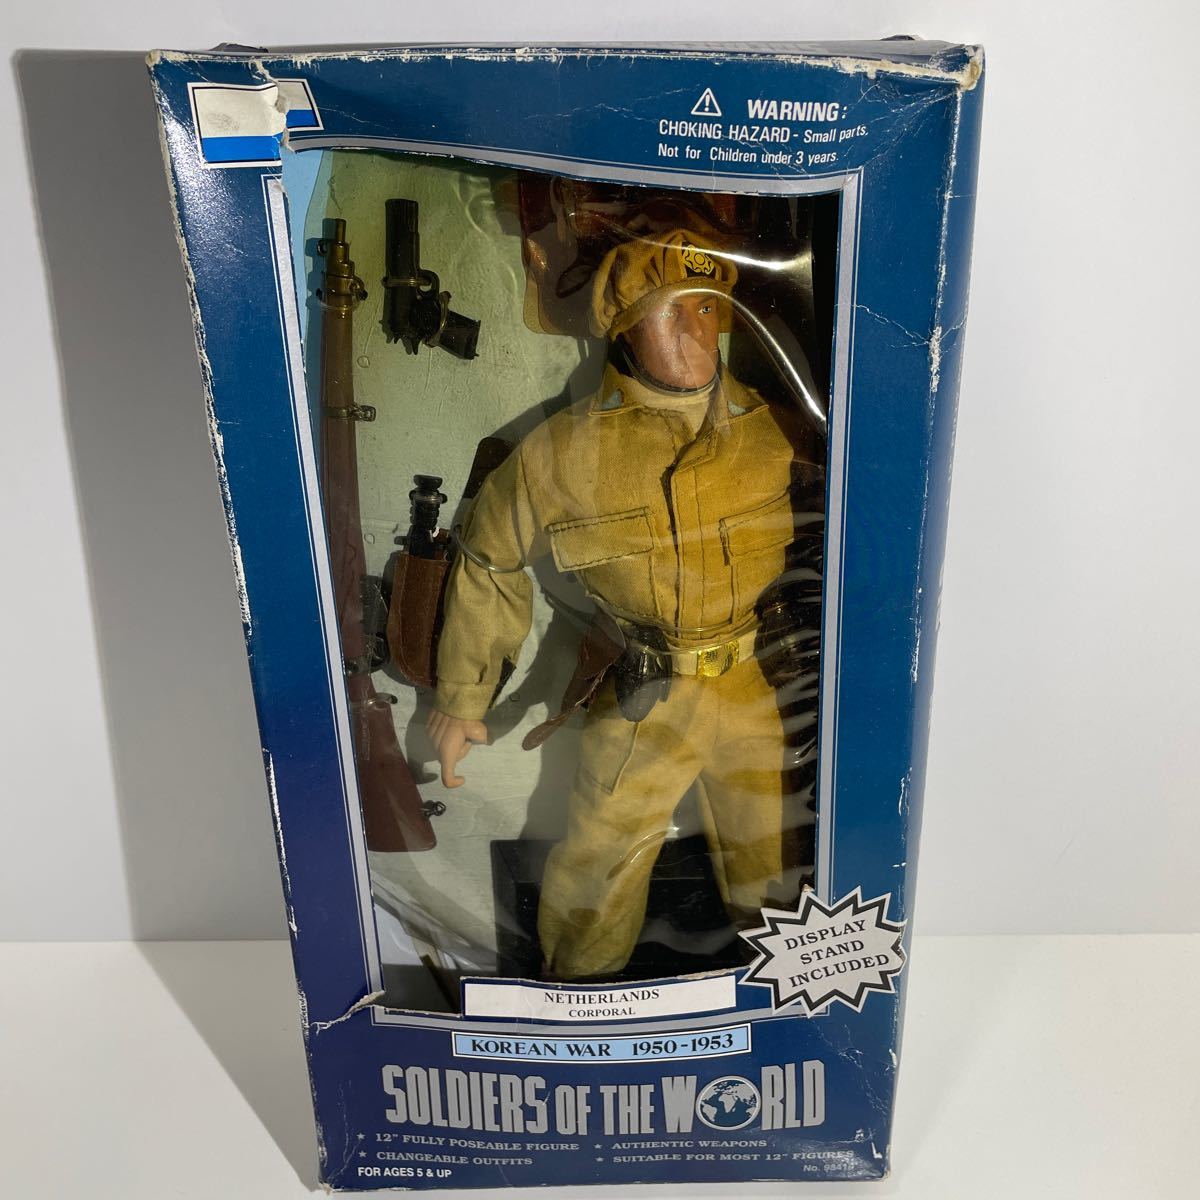 WARNING:
CHOKING HAZARD - Small parts.
Not for Children under 3 years.
DISPLAY
STAND
INCLUDED
NETHERLANDS
CORPORAL
KOREAN WAR 1950-1953
SOLDIERS OF THE WORLD
★ 12" FULLY POSEABLE FIGURE ★ AUTHENTIC WEAPONS
★ CHANGEABLE OUTFITS ★ SUITABLE FOR MOST 12" FIGURES
FOR AGES 5 & UP No.